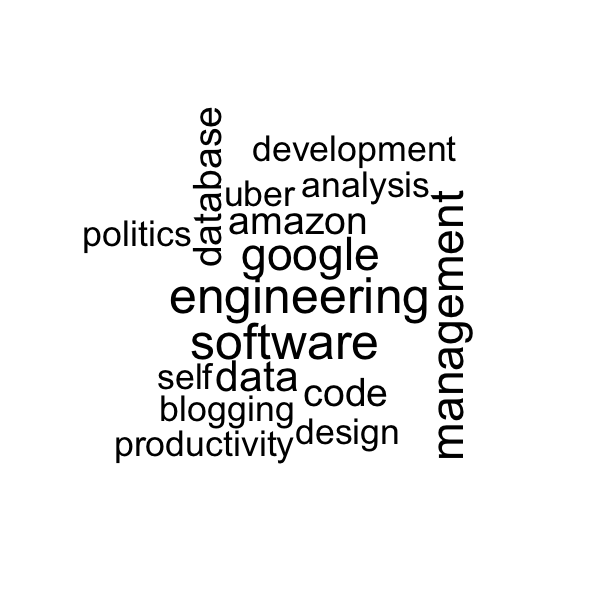 database
development
uber
analysis
politics
amazon
management
google
engineering
software
self
data
code
blogging
productivity
design